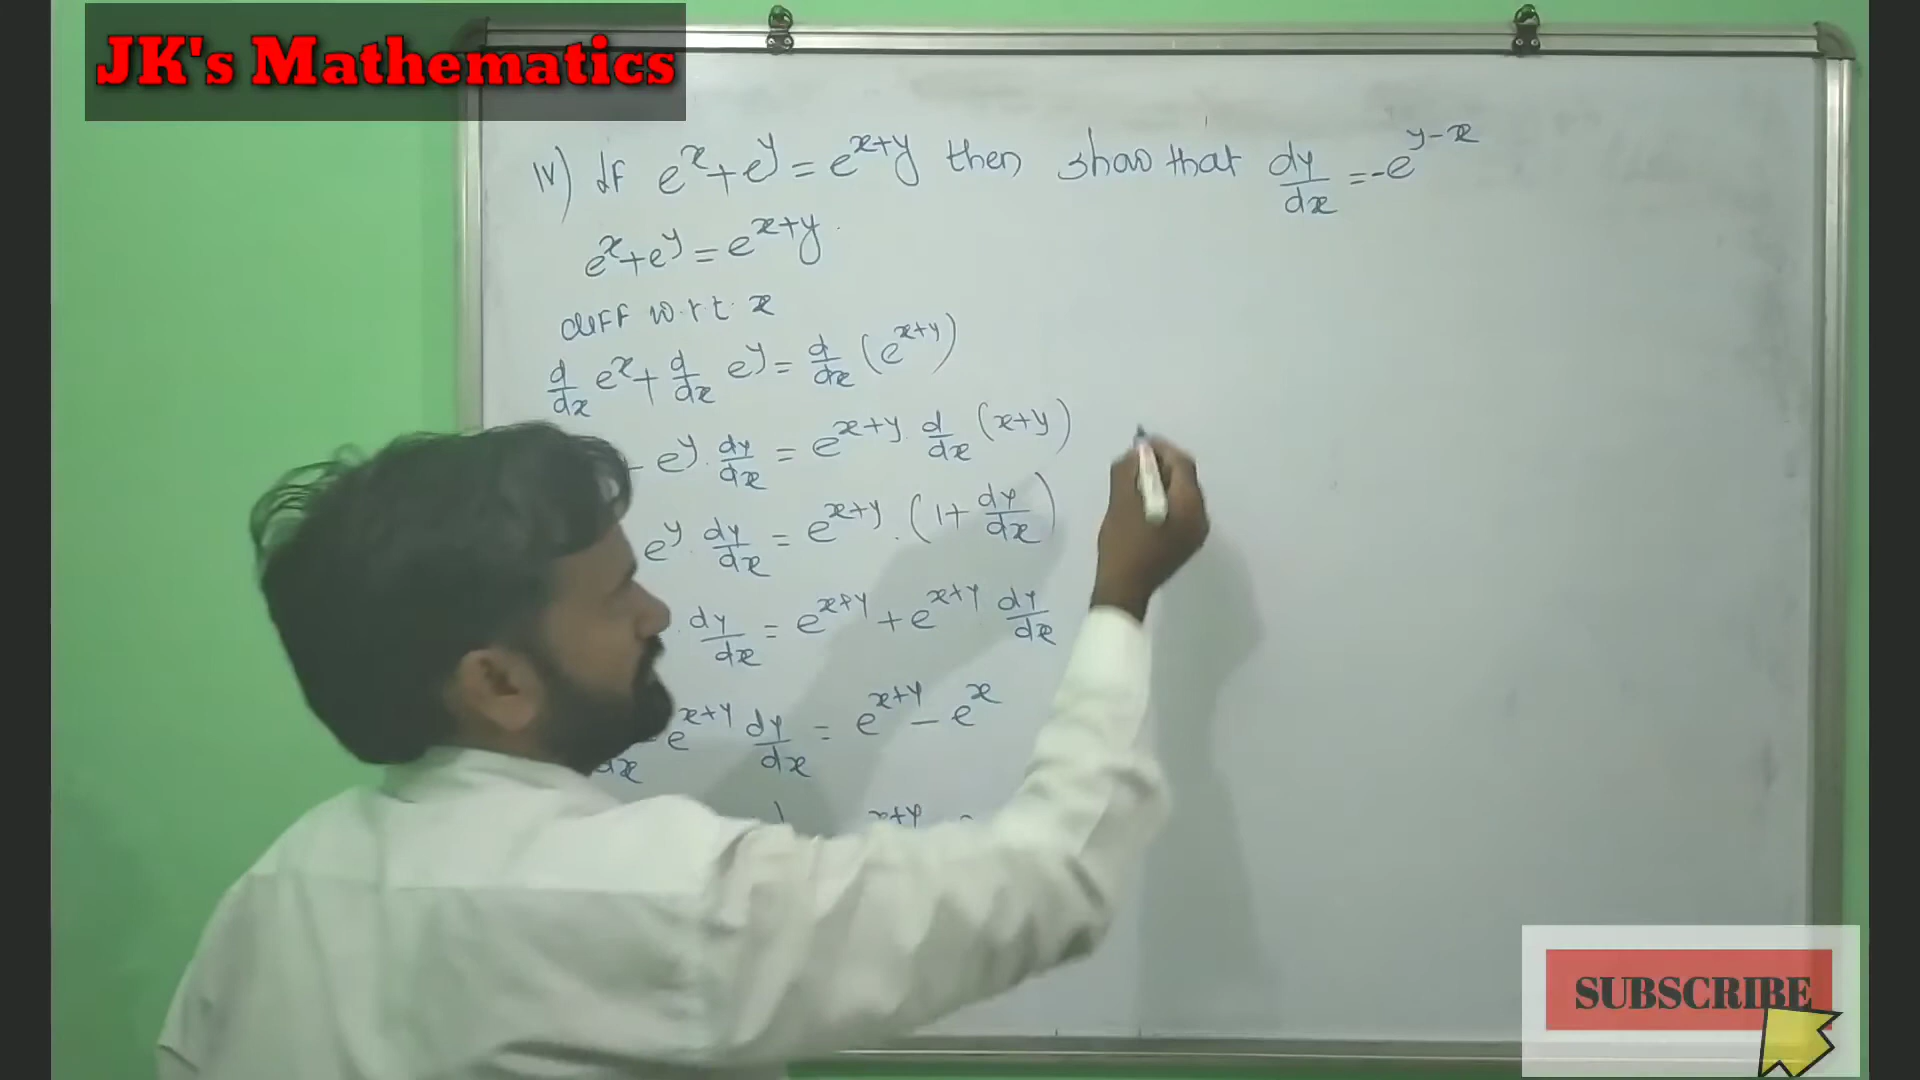 JK's Mathematics
IV) If e^x + e^y = e^{x+y} then show that dy/dx = -e^{y-x}
e^x + e^y = e^{x+y}
diff w.r.t. x
d/dx e^x + d/dx e^y = d/dx (e^{x+y})
+ e^y . dy/dx = e^{x+y} . d/dx (x+y)
e^y . dy/dx = e^{x+y} . (1 + dy/dx)
. dy/dx = e^{x+y} + e^{x+y} dy/dx
dx - e^{x+y} dy/dx = e^{x+y} - e^x
x+y
SUBSCRIBE